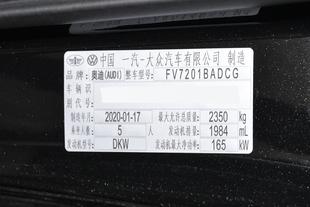 中国 一汽-大众汽车有限公司 制造
品牌 奥迪(AUDI) 整车型号 FV7201BADCG
车辆识
别代号
制造年月 2020-01-17 最大允许总质量 2350 kg
乘坐人数 5 人 发动机排量 1984 mL
发动机型号 DKW 发动机最大净功率 165 kW